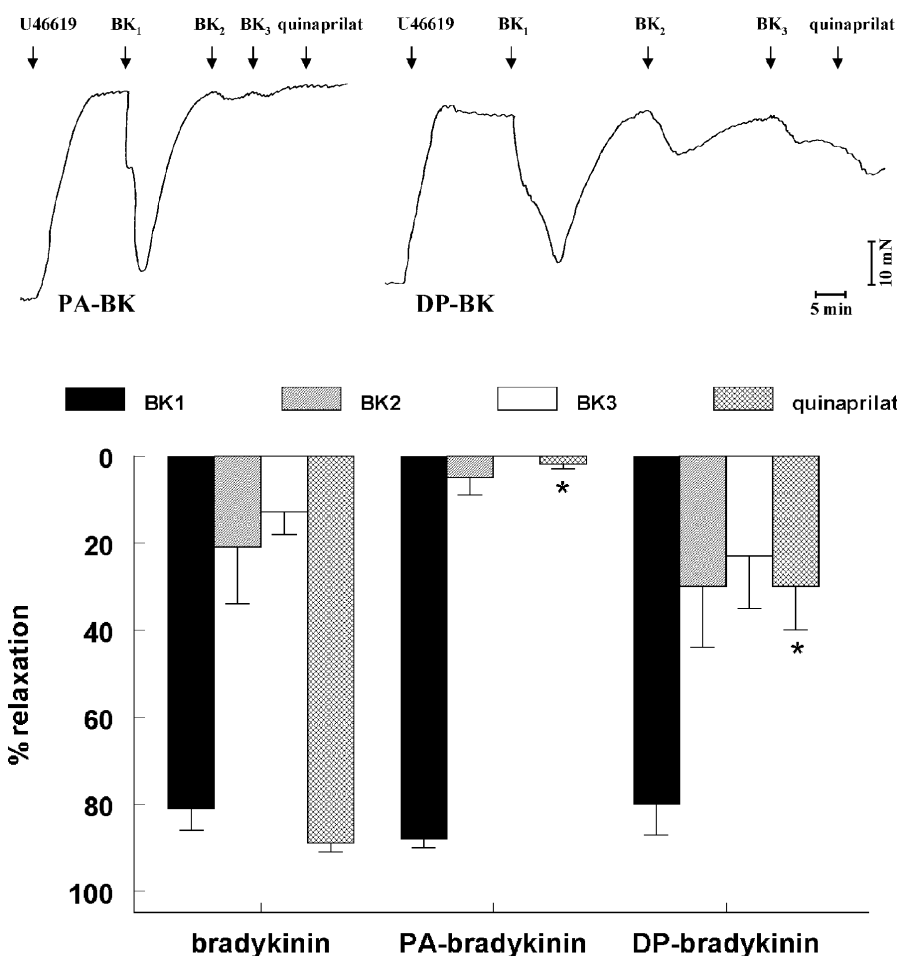 U46619 BK₁ BK₂ BK₃ quinaprilat U46619 BK₁ BK₂ BK₃ quinaprilat
10 mN
PA-BK DP-BK 5 min
BK1 BK2 BK3 quinaprilat
0
20
40
60
80
100
% relaxation
*
*
bradykinin PA-bradykinin DP-bradykinin